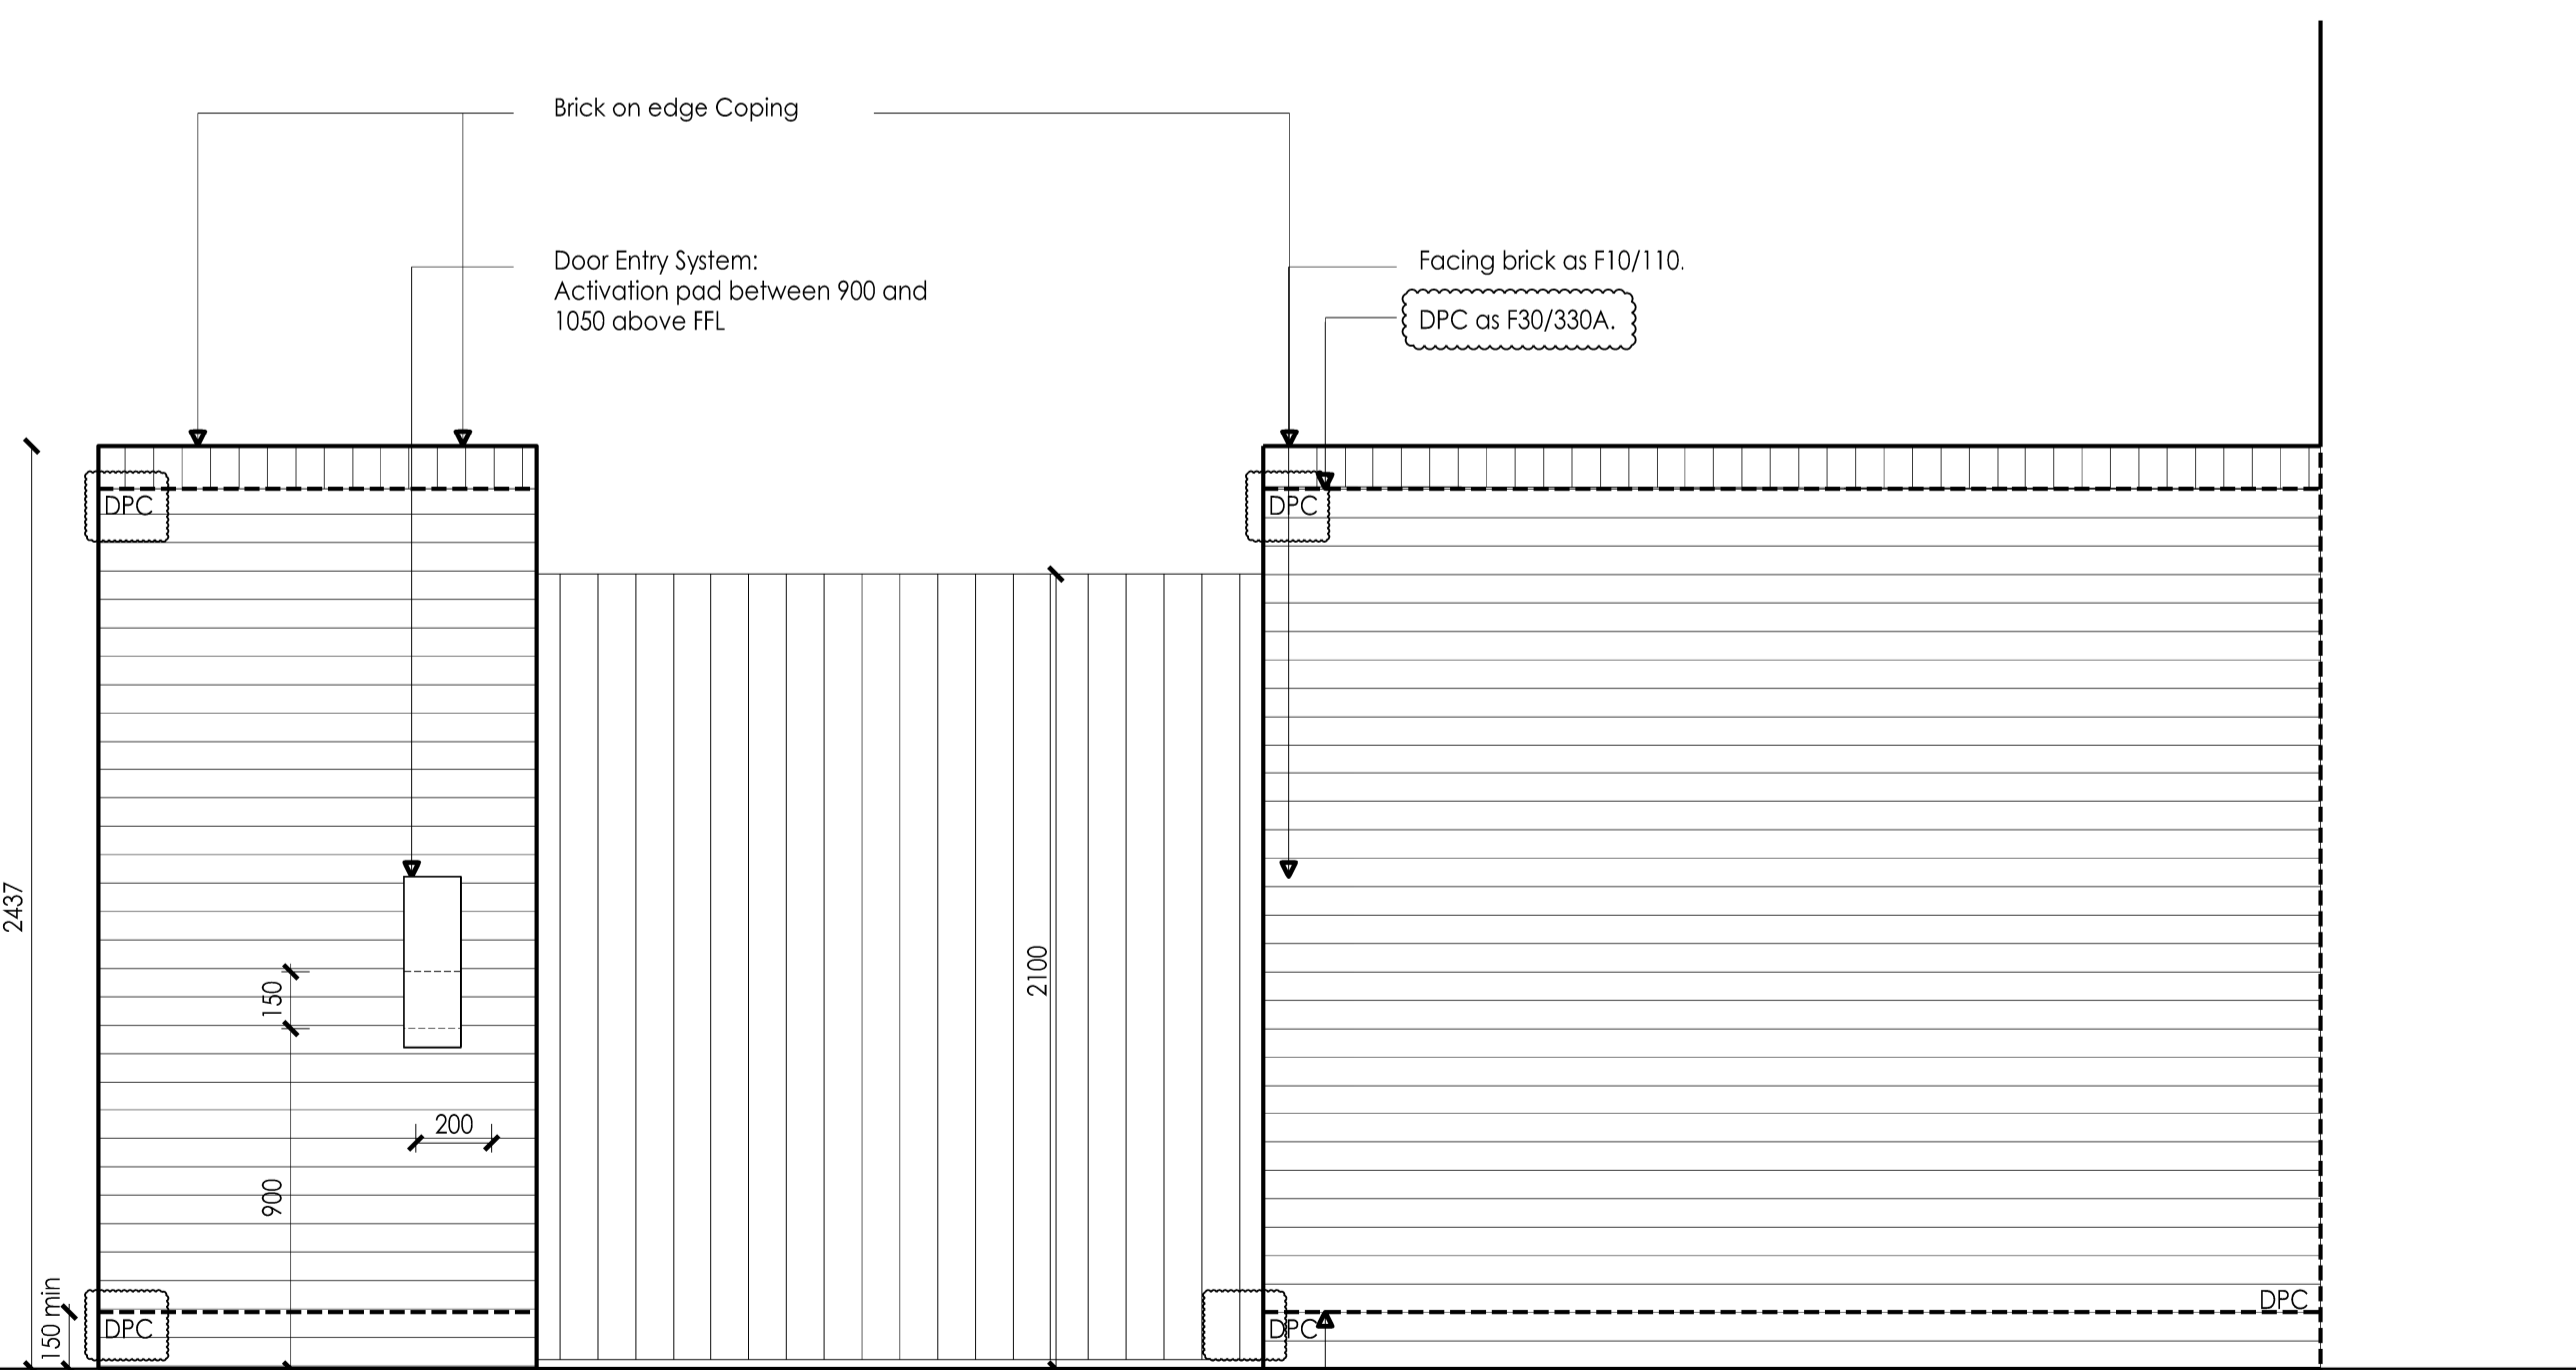 Brick on edge Coping
Door Entry System:
Activation pad between 900 and
1050 above FFL
Facing brick as F10/110.
DPC as F30/330A.
DPC
DPC
2437
2100
150
200
900
150 min
DPC
DPC
DPC